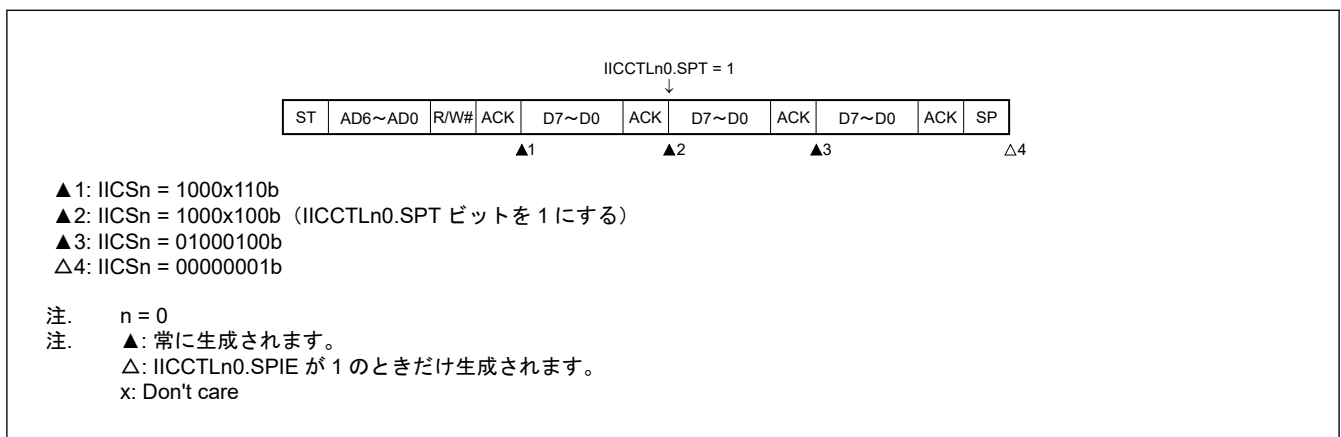 IICCTLn0.SPT = 1
↓
ST AD6～AD0 R/W# ACK D7～D0 ACK D7～D0 ACK D7～D0 ACK SP
▲1 ▲2 ▲3 △4
▲1: IICSn = 1000x110b
▲2: IICSn = 1000x100b（IICCTLn0.SPT ビットを 1 にする）
▲3: IICSn = 01000100b
△4: IICSn = 00000001b
注. n = 0
注. ▲: 常に生成されます。
△: IICCTLn0.SPIE が 1 のときだけ生成されます。
x: Don't care